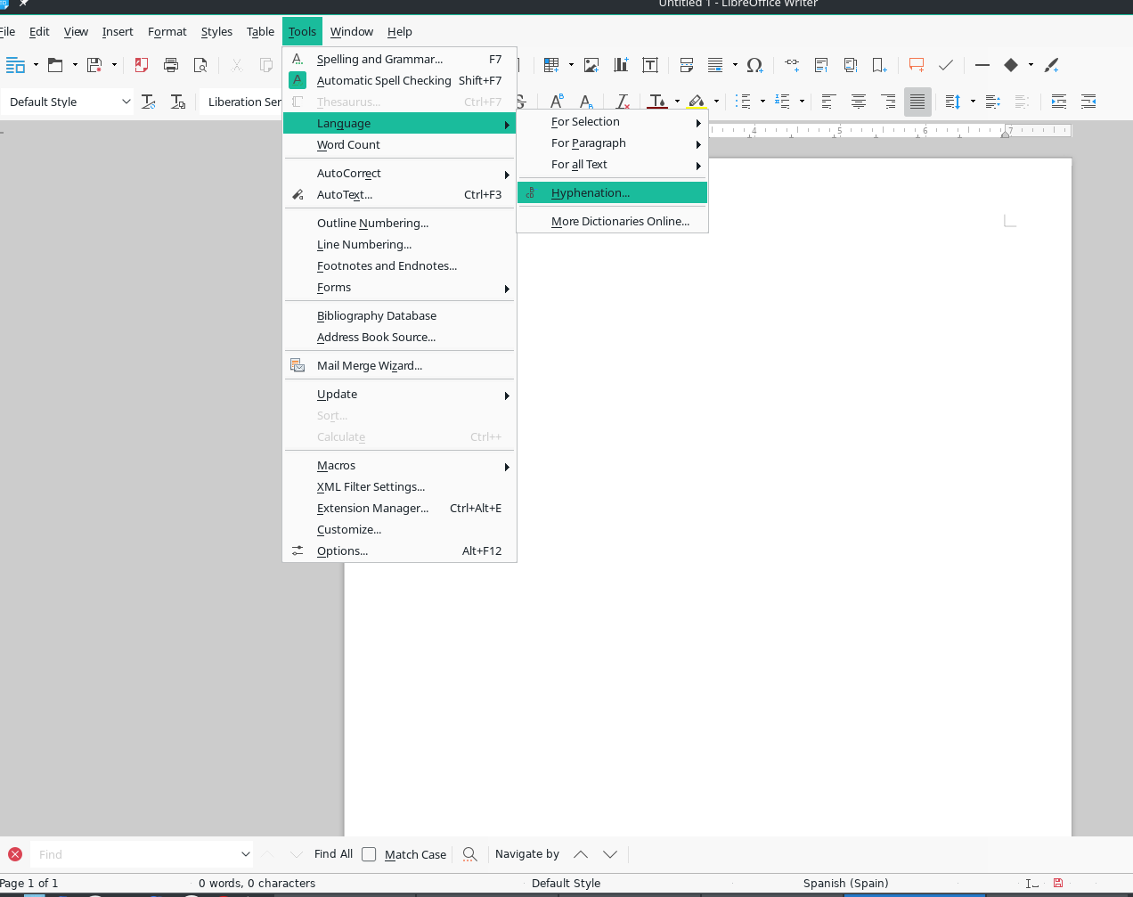 Untitled 1 - LibreOffice Writer
File Edit View Insert Format Styles Table Tools Window Help
Default Style
Liberation Ser
Spelling and Grammar... F7
Automatic Spell Checking Shift+F7
Thesaurus... Ctrl+F7
Language
Word Count
AutoCorrect
AutoText... Ctrl+F3
Outline Numbering...
Line Numbering...
Footnotes and Endnotes...
Forms
Bibliography Database
Address Book Source...
Mail Merge Wizard...
Update
Sort...
Calculate Ctrl++
Macros
XML Filter Settings...
Extension Manager... Ctrl+Alt+E
Customize...
Options... Alt+F12
For Selection
For Paragraph
For all Text
Hyphenation...
More Dictionaries Online...
4 5 6 7
Find
Find All Match Case Navigate by
Page 1 of 1 0 words, 0 characters Default Style Spanish (Spain)